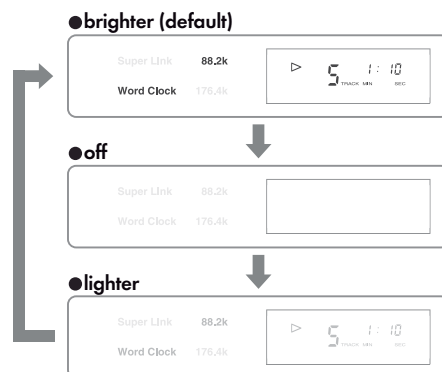 ●brighter (default)
Super Link 88.2k
Word Clock 176.4k
5 1:10
TRACK MIN SEC
●off
Super Link 88.2k
Word Clock 176.4k
●lighter
Super Link 88.2k
Word Clock 176.4k
5 1:10
TRACK MIN SEC